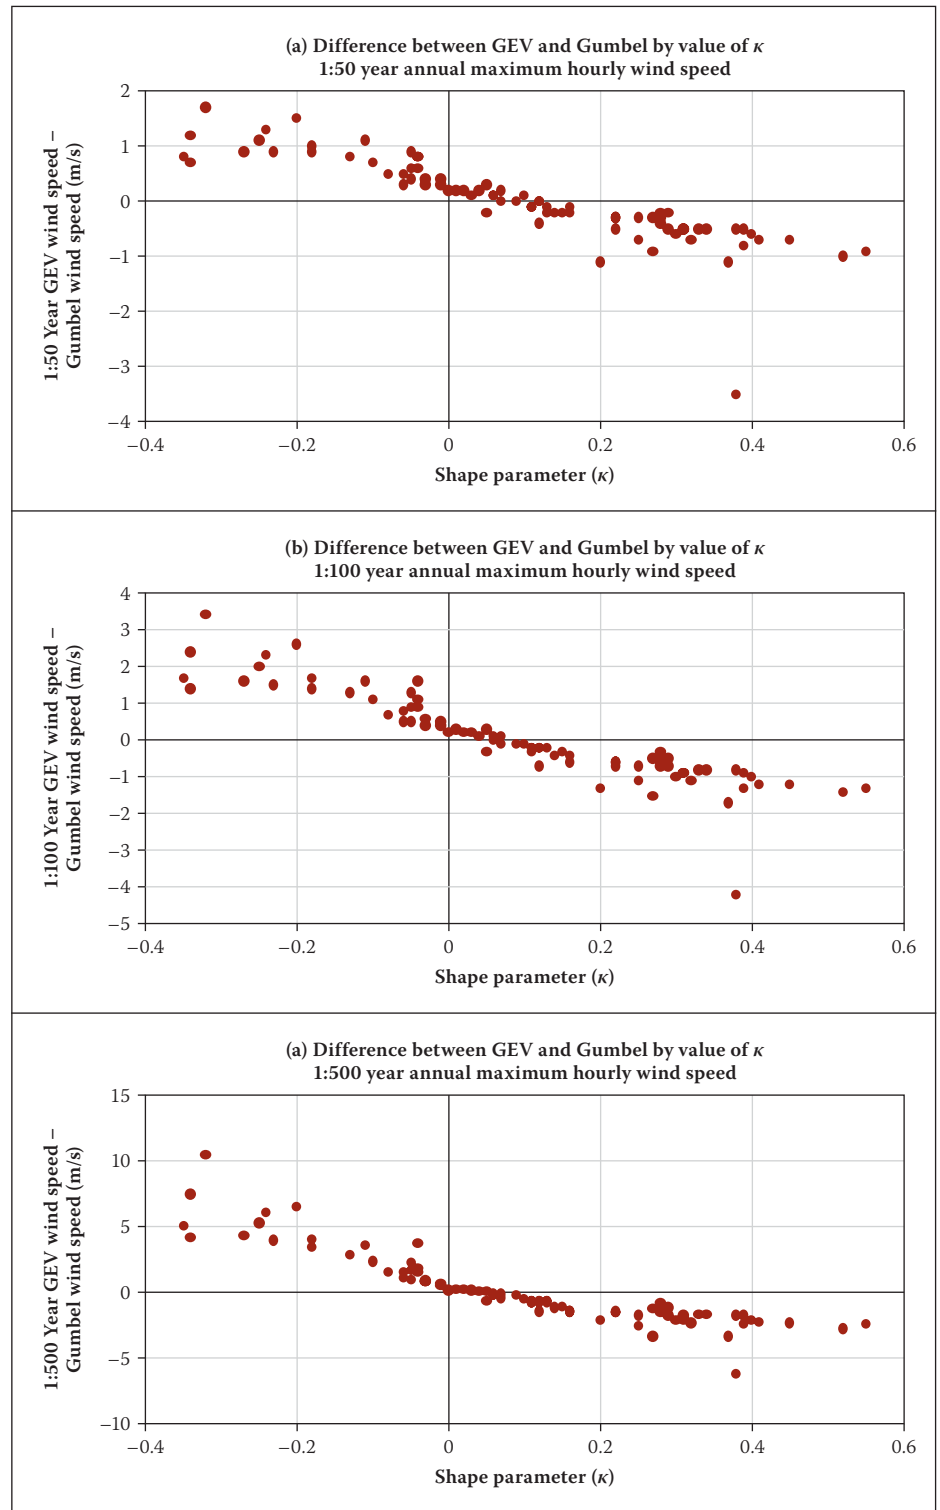 (a) Difference between GEV and Gumbel by value of κ
1:50 year annual maximum hourly wind speed
1:50 Year GEV wind speed –
Gumbel wind speed (m/s)
2
1
0
−1
−2
−3
−4
−0.4 −0.2 0 0.2 0.4 0.6
Shape parameter (κ)
(b) Difference between GEV and Gumbel by value of κ
1:100 year annual maximum hourly wind speed
1:100 Year GEV wind speed –
Gumbel wind speed (m/s)
4
3
2
1
0
−1
−2
−3
−4
−5
−0.4 −0.2 0 0.2 0.4 0.6
Shape parameter (κ)
(a) Difference between GEV and Gumbel by value of κ
1:500 year annual maximum hourly wind speed
1:500 Year GEV wind speed –
Gumbel wind speed (m/s)
15
10
5
0
−5
−10
−0.4 −0.2 0 0.2 0.4 0.6
Shape parameter (κ)